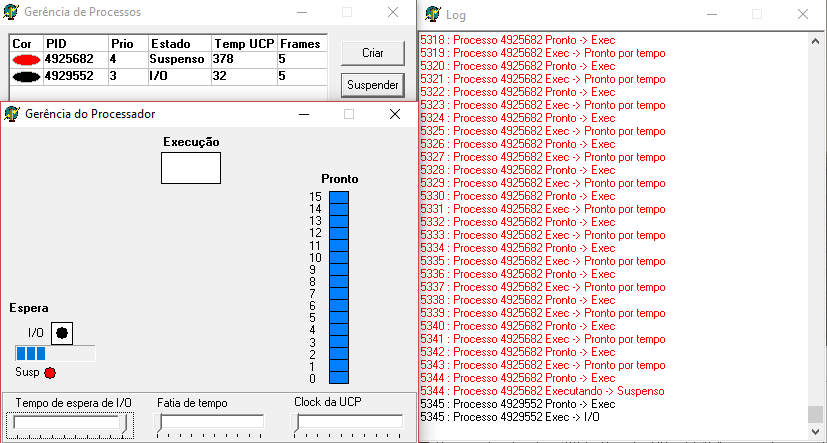 Gerência de Processos
Cor PID Prio Estado Temp UCP Frames
4925682 4 Suspenso 378 5
4929552 3 I/O 32 5
Criar
Suspender
Gerência do Processador
Execução
Pronto
15
14
13
12
11
10
9
8
7
6
5
4
3
2
1
0
Espera
I/O
Susp
Tempo de espera de I/O
Fatia de tempo
Clock da UCP
Log
5318 : Processo 4925682 Pronto -> Exec
5319 : Processo 4925682 Exec -> Pronto por tempo
5320 : Processo 4925682 Pronto -> Exec
5321 : Processo 4925682 Exec -> Pronto por tempo
5322 : Processo 4925682 Pronto -> Exec
5323 : Processo 4925682 Exec -> Pronto por tempo
5324 : Processo 4925682 Pronto -> Exec
5325 : Processo 4925682 Exec -> Pronto por tempo
5326 : Processo 4925682 Pronto -> Exec
5327 : Processo 4925682 Exec -> Pronto por tempo
5328 : Processo 4925682 Pronto -> Exec
5329 : Processo 4925682 Exec -> Pronto por tempo
5330 : Processo 4925682 Pronto -> Exec
5331 : Processo 4925682 Exec -> Pronto por tempo
5332 : Processo 4925682 Pronto -> Exec
5333 : Processo 4925682 Exec -> Pronto por tempo
5334 : Processo 4925682 Pronto -> Exec
5335 : Processo 4925682 Exec -> Pronto por tempo
5336 : Processo 4925682 Pronto -> Exec
5337 : Processo 4925682 Exec -> Pronto por tempo
5338 : Processo 4925682 Pronto -> Exec
5339 : Processo 4925682 Exec -> Pronto por tempo
5340 : Processo 4925682 Pronto -> Exec
5341 : Processo 4925682 Exec -> Pronto por tempo
5342 : Processo 4925682 Pronto -> Exec
5343 : Processo 4925682 Exec -> Pronto por tempo
5344 : Processo 4925682 Pronto -> Exec
5344 : Processo 4925682 Executando -> Suspenso
5345 : Processo 4929552 Pronto -> Exec
5345 : Processo 4929552 Exec -> I/O